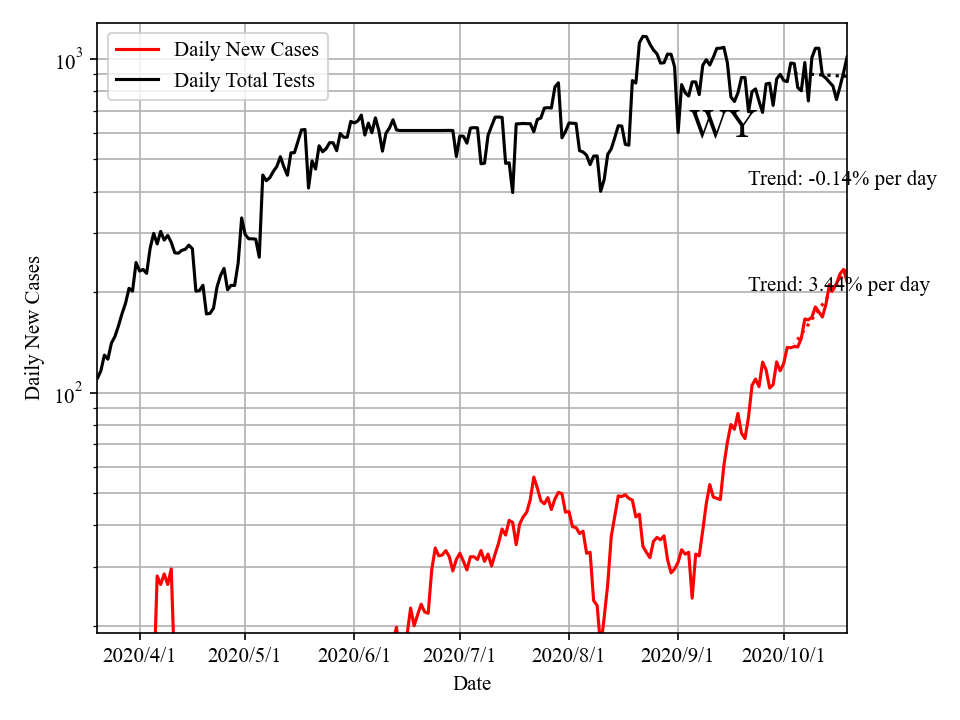 Daily New Cases
Daily Total Tests
10^3
WY
Trend: -0.14% per day
Trend: 3.44% per day
10^2
Daily New Cases
2020/4/1 2020/5/1 2020/6/1 2020/7/1 2020/8/1 2020/9/1 2020/10/1
Date